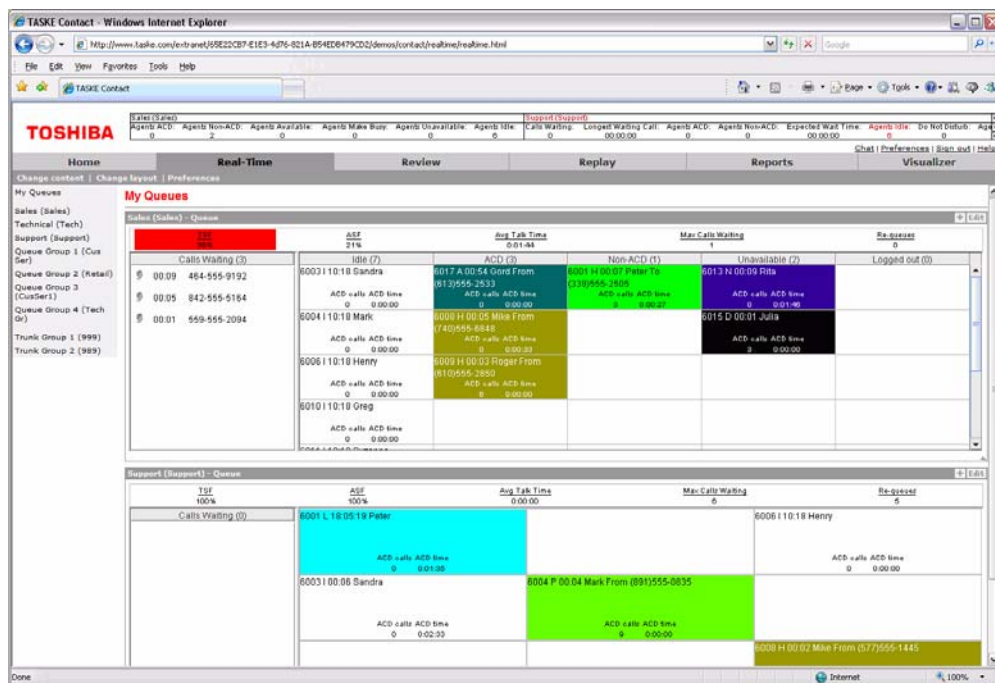 TASKE Contact - Windows Internet Explorer
http://www.taske.com/extranet/65E22CB7-E1E3-4d76-821A-B54EDB479CD2/demos/contact/realtime/realtime.html
Google
File Edit View Favorites Tools Help
TASKE Contact
Page Tools
TOSHIBA
Sales (Sales)
Agents ACD: Agents Non-ACD: Agents Available: Agents Make Busy: Agents Unavailable: Agents Idle:
0 2 0 0 0 6
Support (Support)
Calls Waiting: Longest Waiting Call: Agents ACD: Agents Non-ACD: Expected Wait Time: Agents Idle: Do Not Disturb:
0 00:00:00 0 0 00:00:00 6 0
Chat | Preferences | Sign out | Help
Home Real-Time Review Replay Reports Visualizer
Change content | Change layout | Preferences
My Queues
Sales (Sales)
Technical (Tech)
Support (Support)
Queue Group 1 (Cus Ser)
Queue Group 2 (Retail)
Queue Group 3 (CusSer1)
Queue Group 4 (Tech Gr)
Trunk Group 1 (999)
Trunk Group 2 (989)
My Queues
Sales (Sales) - Queue
Edit
TSF ASF Avg Talk Time Max Calls Waiting Re-queues
21% 0:01:44 1 0
Calls Waiting (3) Idle (7) ACD (3) Non-ACD (1) Unavailable (2) Logged out (0)
00:09 464-555-9192
00:05 842-555-5164
00:01 559-555-2094
6003 I 10:18 Sandra
ACD calls ACD time
0 0:00:00
6017 A 00:54 Gord From
(613)555-2533
ACD calls ACD time
0 0:00:00
6001 H 00:07 Peter To
(339)555-2605
ACD calls ACD time
0 0:00:27
6013 N 00:09 Rita
ACD calls ACD time
0 0:01:46
6004 I 10:18 Mark
ACD calls ACD time
0 0:00:00
6008 H 00:05 Mike From
(740)555-6848
ACD calls ACD time
0 0:00:33
6015 D 00:01 Julia
ACD calls ACD time
0:00:00
6006 I 10:18 Henry
ACD calls ACD time
0 0:00:00
6009 H 00:03 Roger From
(610)555-2850
ACD calls ACD time
0:00:00
6010 I 10:18 Greg
ACD calls ACD time
0 0:00:00
Support (Support) - Queue
Edit
TSF ASF Avg Talk Time Max Calls Waiting Re-queues
100% 100% 0:00:00 6 5
Calls Waiting (0)
6001 L 18:05:19 Peter
ACD calls ACD time
0 0:01:35
6006 I 10:18 Henry
ACD calls ACD time
0 0:00:00
6003 I 00:06 Sandra
ACD calls ACD time
0 0:02:33
6004 P 00:04 Mark From (891)555-0835
ACD calls ACD time
9 0:00:00
6008 H 00:02 Mike From (577)555-1445
Done
Internet
100%